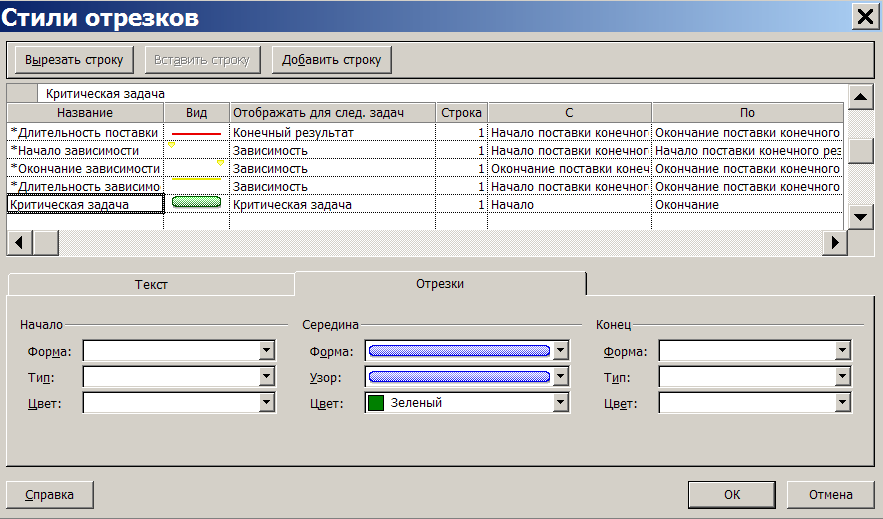 Стили отрезков
Вырезать строку Вставить строку Добавить строку
Критическая задача
Название Вид Отображать для след. задач Строка С По
*Длительность поставки Конечный результат 1 Начало поставки конечног Окончание поставки конечного
*Начало зависимости Зависимость 1 Начало поставки конечног Начало поставки конечного рез
*Окончание зависимости Зависимость 1 Окончание поставки конеч Окончание поставки конечного
*Длительность зависимо Зависимость 1 Начало поставки конечног Окончание поставки конечного
Критическая задача Критическая задача 1 Начало Окончание
Текст Отрезки
Начало Середина Конец
Форма: Форма: Форма:
Тип: Узор: Тип:
Цвет: Цвет: Зеленый Цвет:
Справка ОК Отмена